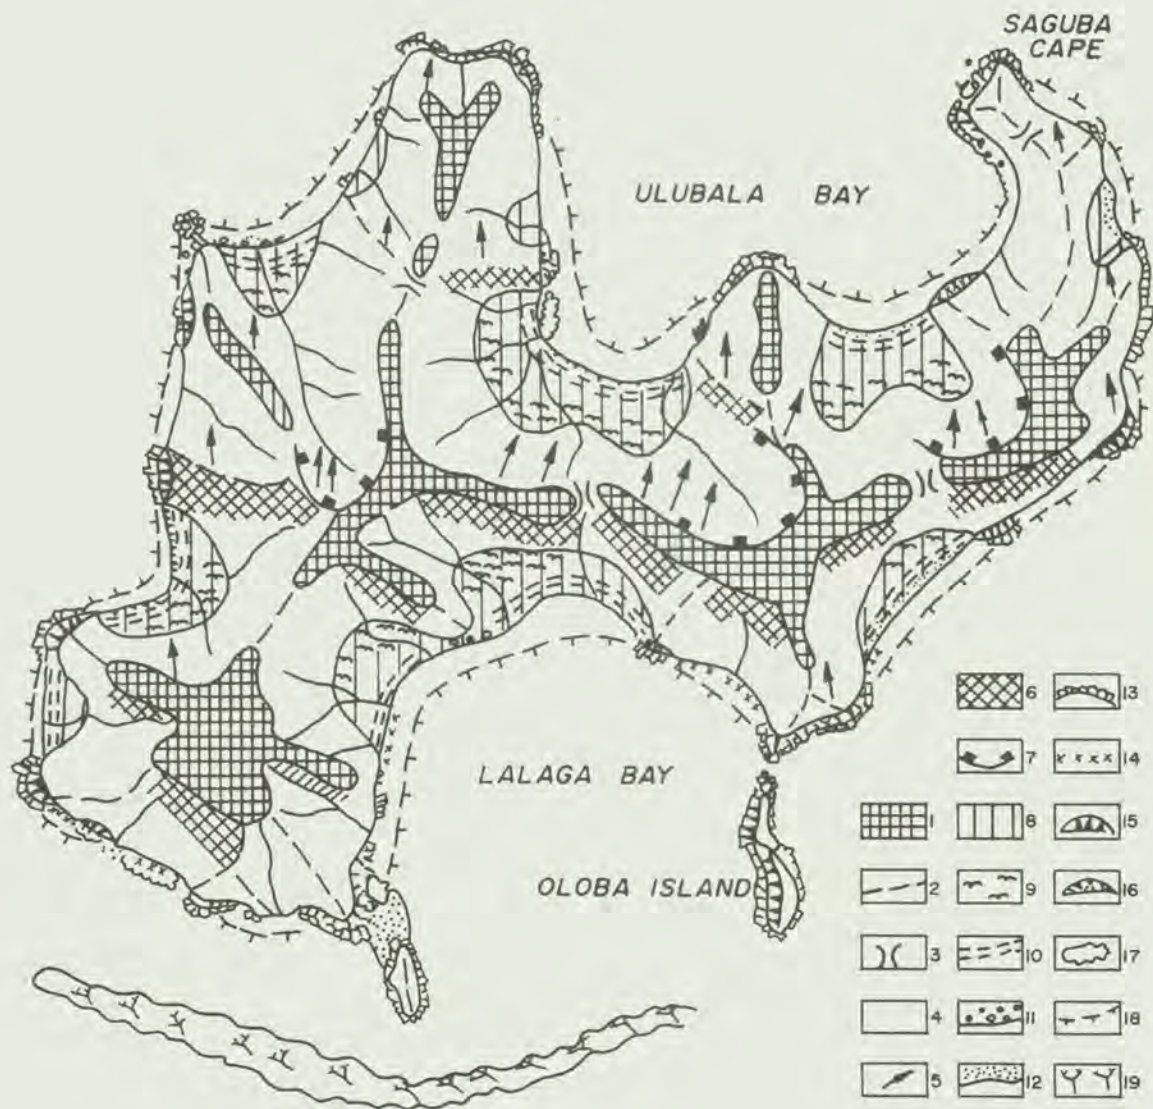 SAGUBA
CAPE
ULUBALA BAY
LALAGA BAY
OLOBA ISLAND
6 13
7 14
1 8 15
2 9 16
3 10 17
4 11 18
5 12 19